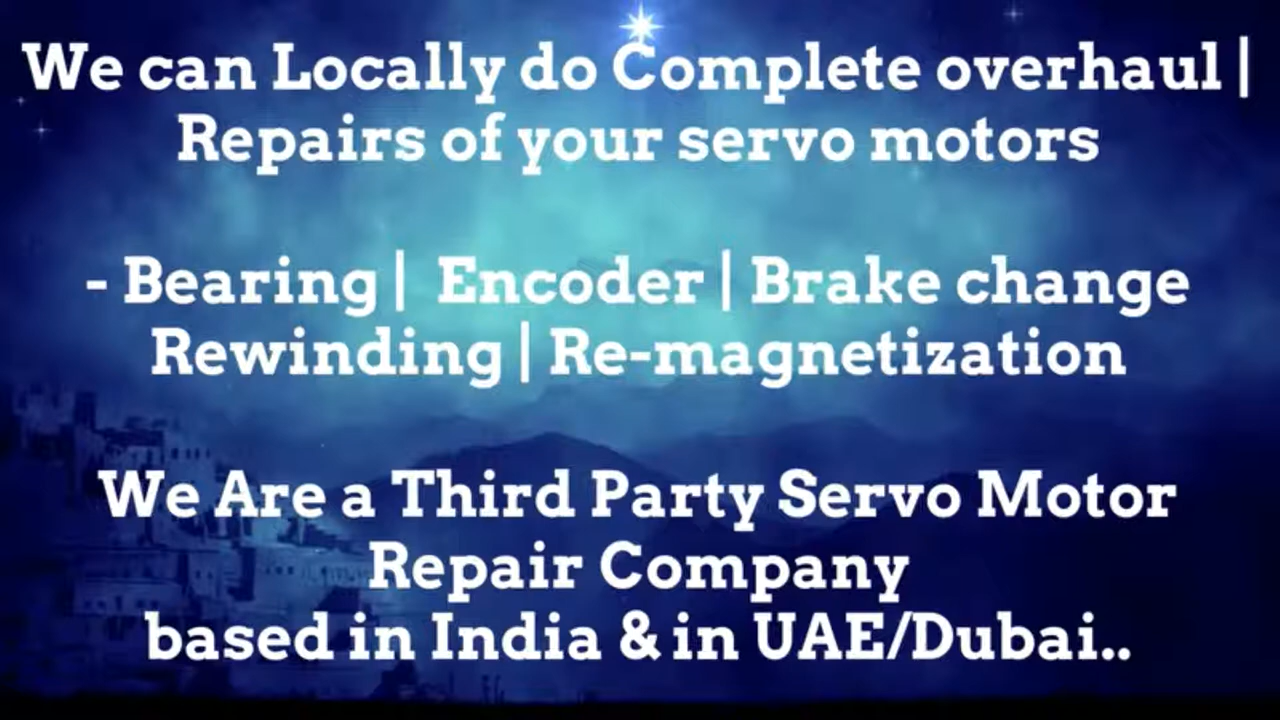 We can Locally do Complete overhaul |
Repairs of your servo motors
- Bearing | Encoder | Brake change
Rewinding | Re-magnetization
We Are a Third Party Servo Motor
Repair Company
based in India & in UAE/Dubai..